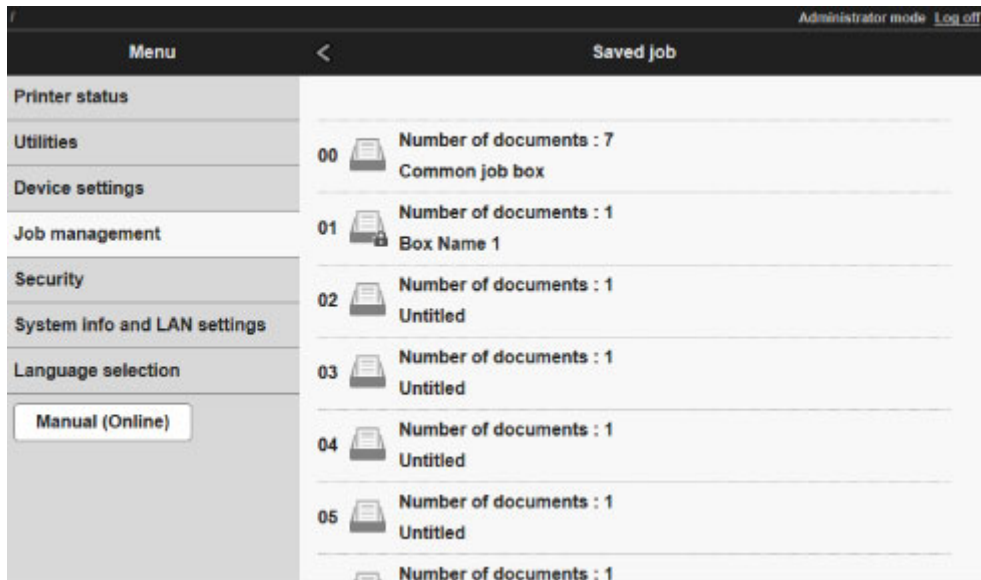 Administrator mode Log off
Menu
Saved job
Printer status
Utilities
Device settings
Job management
Security
System info and LAN settings
Language selection
Manual (Online)
00
Number of documents : 7
Common job box
01
Number of documents : 1
Box Name 1
02
Number of documents : 1
Untitled
03
Number of documents : 1
Untitled
04
Number of documents : 1
Untitled
05
Number of documents : 1
Untitled
Number of documents : 1